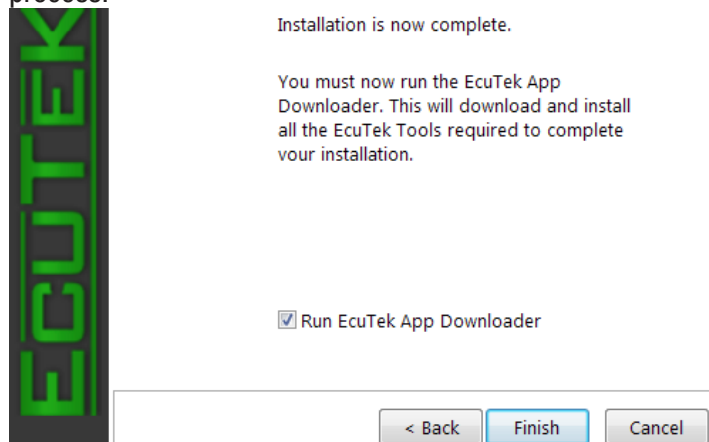 process.
Installation is now complete.
You must now run the EcuTek App
Downloader. This will download and install
all the EcuTek Tools required to complete
your installation.
Run EcuTek App Downloader
< Back Finish Cancel
ECUTEK